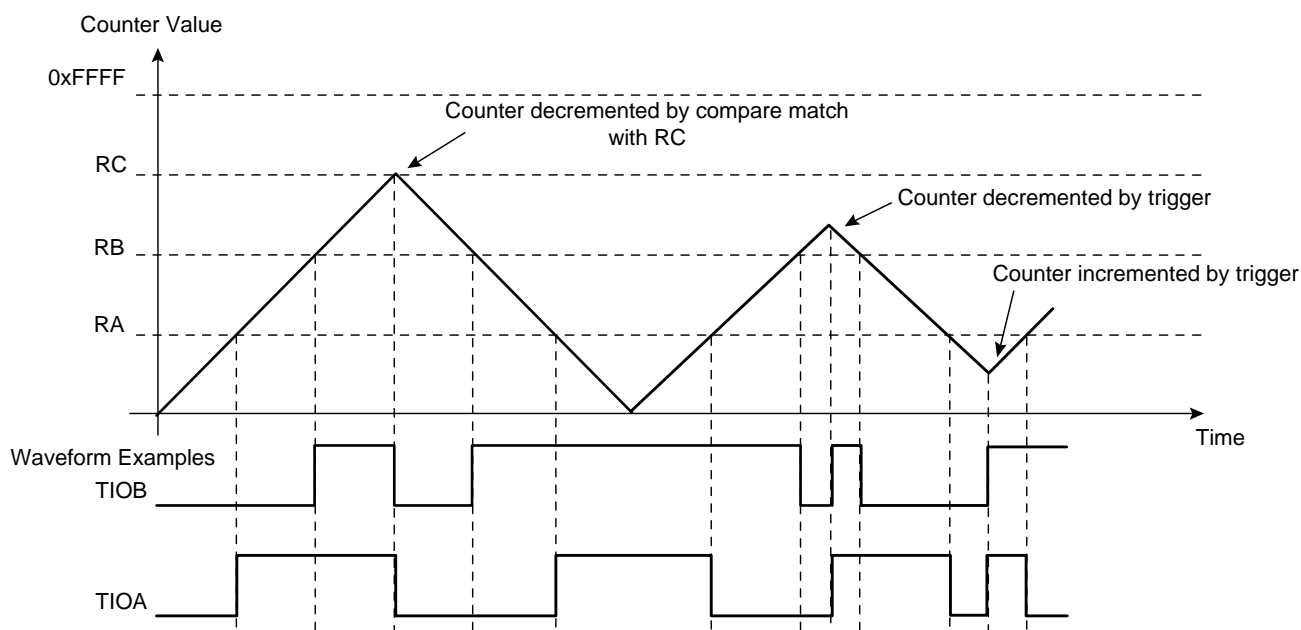 Counter Value
0xFFFF
Counter decremented by compare match
with RC
RC
Counter decremented by trigger
RB
Counter incremented by trigger
RA
Time
Waveform Examples
TIOB
TIOA